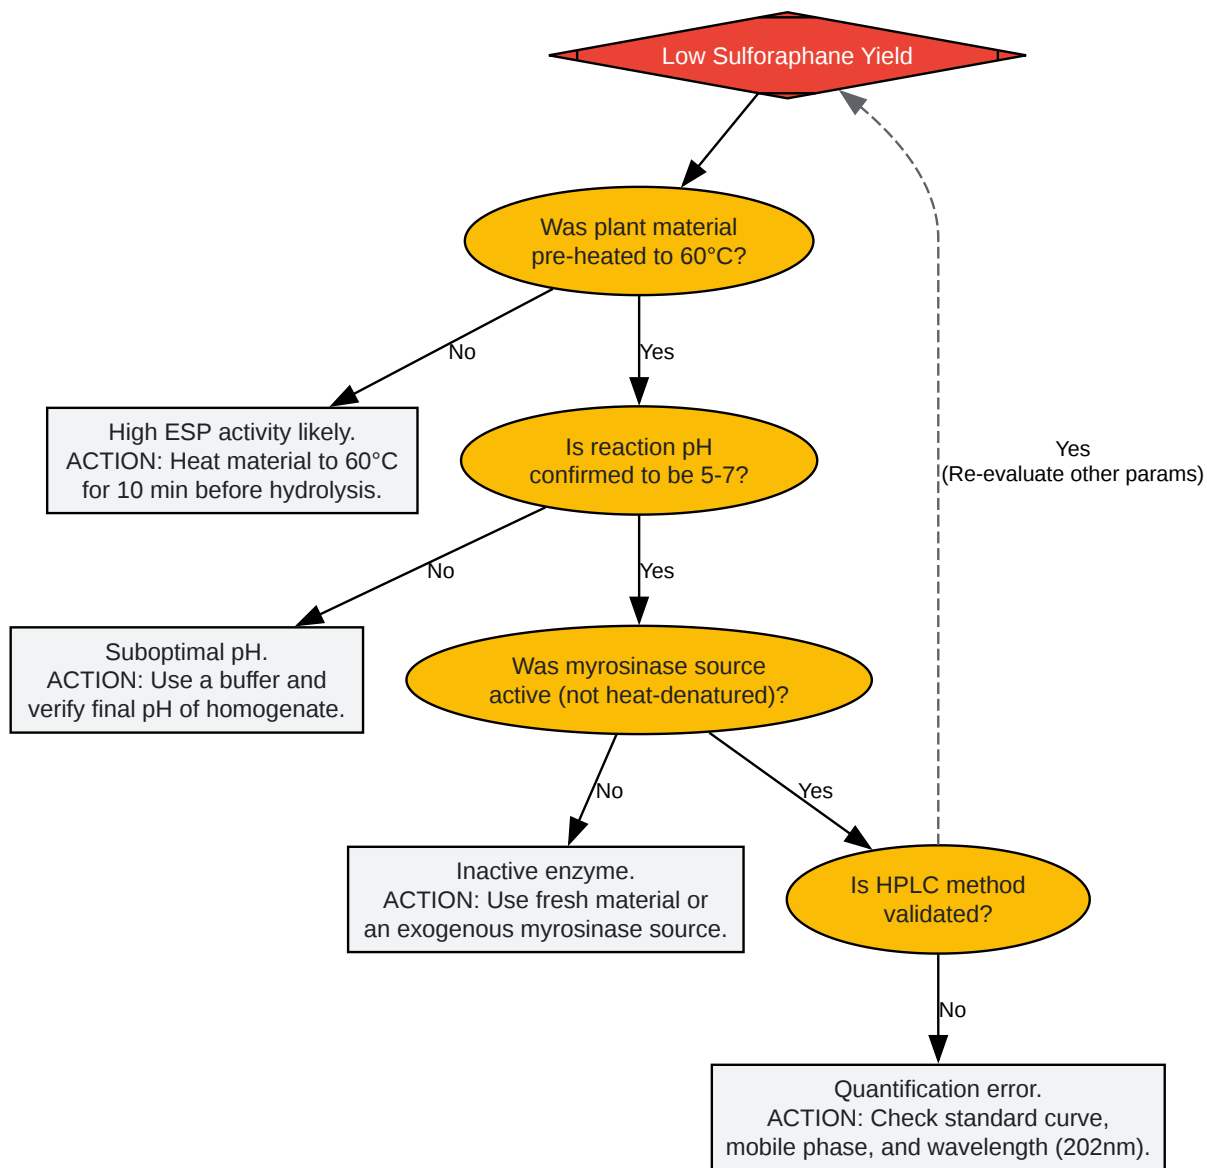 Low Sulforaphane Yield
Was plant material
pre-heated to 60°C?
No
Yes
High ESP activity likely.
ACTION: Heat material to 60°C
for 10 min before hydrolysis.
Is reaction pH
confirmed to be 5-7?
Yes
(Re-evaluate other params)
No
Yes
Suboptimal pH.
ACTION: Use a buffer and
verify final pH of homogenate.
Was myrosinase source
active (not heat-denatured)?
No
Yes
Inactive enzyme.
ACTION: Use fresh material or
an exogenous myrosinase source.
Is HPLC method
validated?
No
Quantification error.
ACTION: Check standard curve,
mobile phase, and wavelength (202nm).